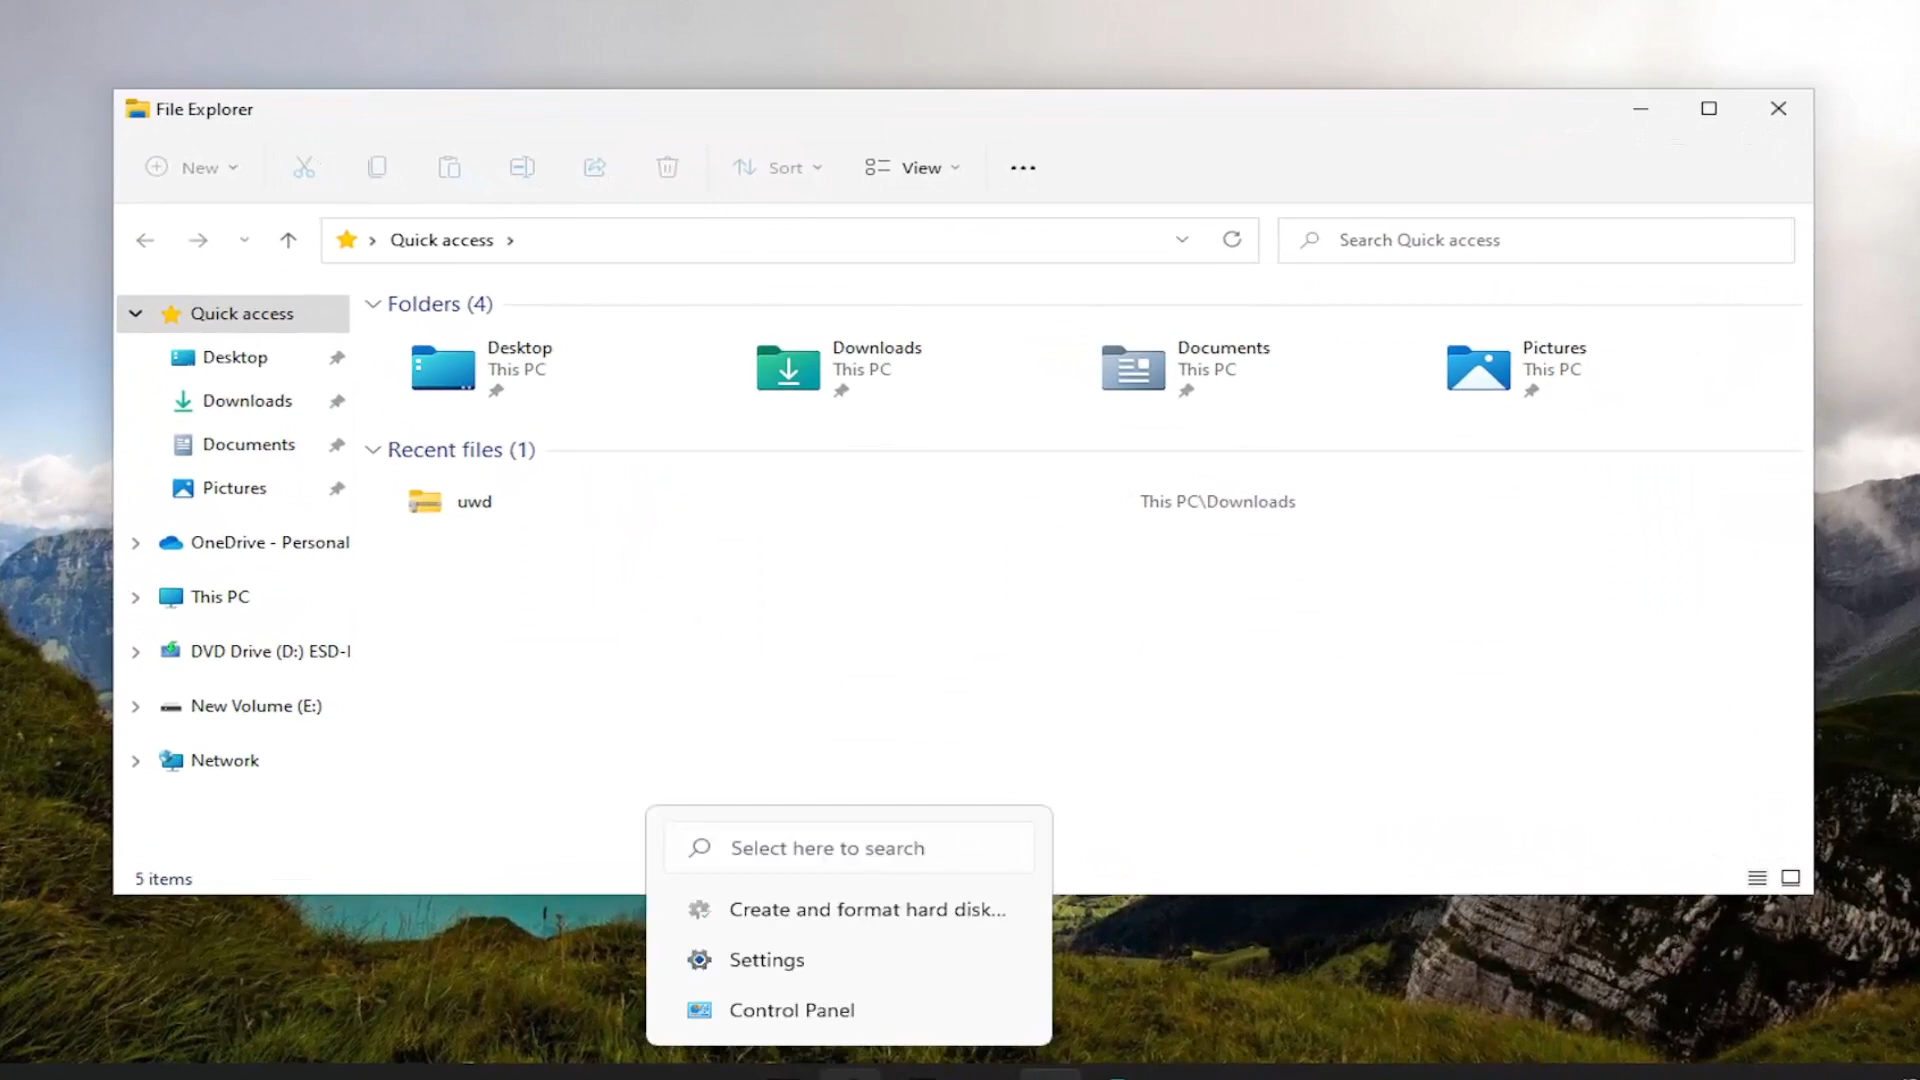 File Explorer
New
Sort
View
Quick access
Search Quick access
Quick access
Desktop
Downloads
Documents
Pictures
OneDrive - Personal
This PC
DVD Drive (D:) ESD-I
New Volume (E:)
Network
Folders (4)
Desktop
This PC
Downloads
This PC
Documents
This PC
Pictures
This PC
Recent files (1)
uwd
This PC\Downloads
5 items
Select here to search
Create and format hard disk...
Settings
Control Panel